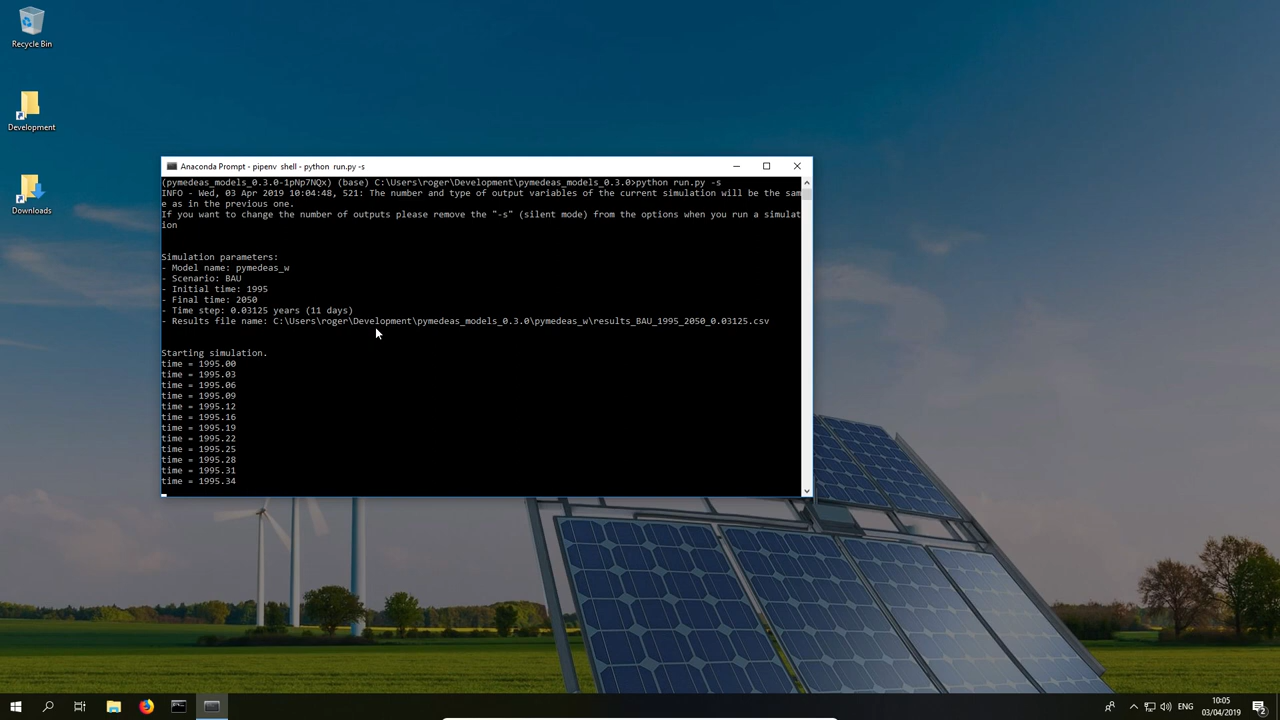 Recycle Bin
Development
Downloads
Anaconda Prompt - pipenv  shell - python  run.py -s
(pymedeas_models_0.3.0-1pNp7NQx) (base) C:\Users\roger\Development\pymedeas_models_0.3.0>python run.py -s
INFO - Wed, 03 Apr 2019 10:04:48, 521: The number and type of output variables of the current simulation will be the sam
e as in the previous one.
If you want to change the number of outputs please remove the "-s" (silent mode) from the options when you run a simulat
ion
Simulation parameters:
- Model name: pymedeas_w
- Scenario: BAU
- Initial time: 1995
- Final time: 2050
- Time step: 0.03125 years (11 days)
- Results file name: C:\Users\roger\Development\pymedeas_models_0.3.0\pymedeas_w\results_BAU_1995_2050_0.03125.csv
Starting simulation.
time = 1995.00
time = 1995.03
time = 1995.06
time = 1995.09
time = 1995.12
time = 1995.16
time = 1995.19
time = 1995.22
time = 1995.25
time = 1995.28
time = 1995.31
time = 1995.34
ENG
10:05
03/04/2019
2